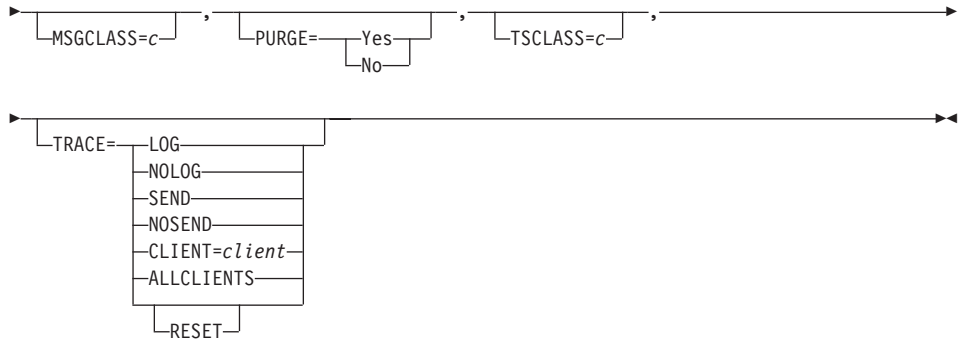 MSGCLASS=c , PURGE= Yes , TSCLASS=c ,
No
TRACE= LOG
NOLOG
SEND
NOSEND
CLIENT=client
ALLCLIENTS
RESET